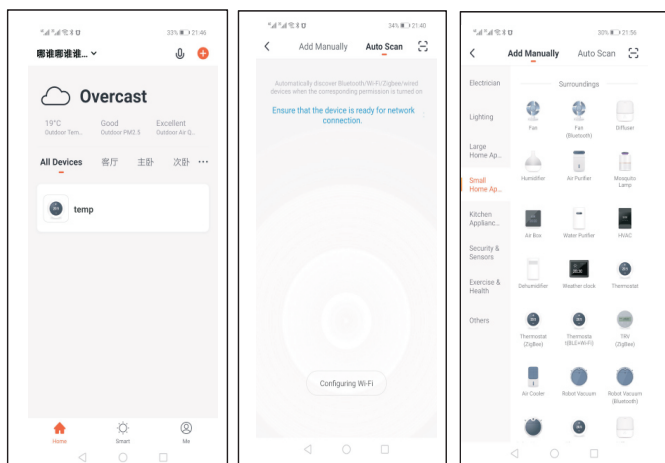 33% 21:46
哪谁哪谁谁...
Overcast
19°C Good Excellent
Outdoor Tem... Outdoor PM2.5 Outdoor Air Q...
All Devices 客厅 主卧 次卧 ...
temp
Home Smart Me
34% 21:40
Add Manually Auto Scan
Automatically discover Bluetooth/Wi-Fi/Zigbee/wired
devices when the corresponding permission is turned on
Ensure that the device is ready for network
connection.
Configuring Wi-Fi
30% 21:56
Add Manually Auto Scan
Electrician
Lighting
Large
Home Ap...
Small
Home Ap...
Kitchen
Applianc...
Security &
Sensors
Exercise &
Health
Others
Surroundings
Fan Fan
(Bluetooth) Diffuser
Humidifier Air Purifier Mosquito
Lamp
Air Box Water Purifier HVAC
Dehumidifier Weather clock Thermostat
Thermostat
(ZigBee) Thermosta
t(BLE+Wi-Fi) TRV
(ZigBee)
Air Cooler Robot Vacuum Robot Vacuum
(Bluetooth)